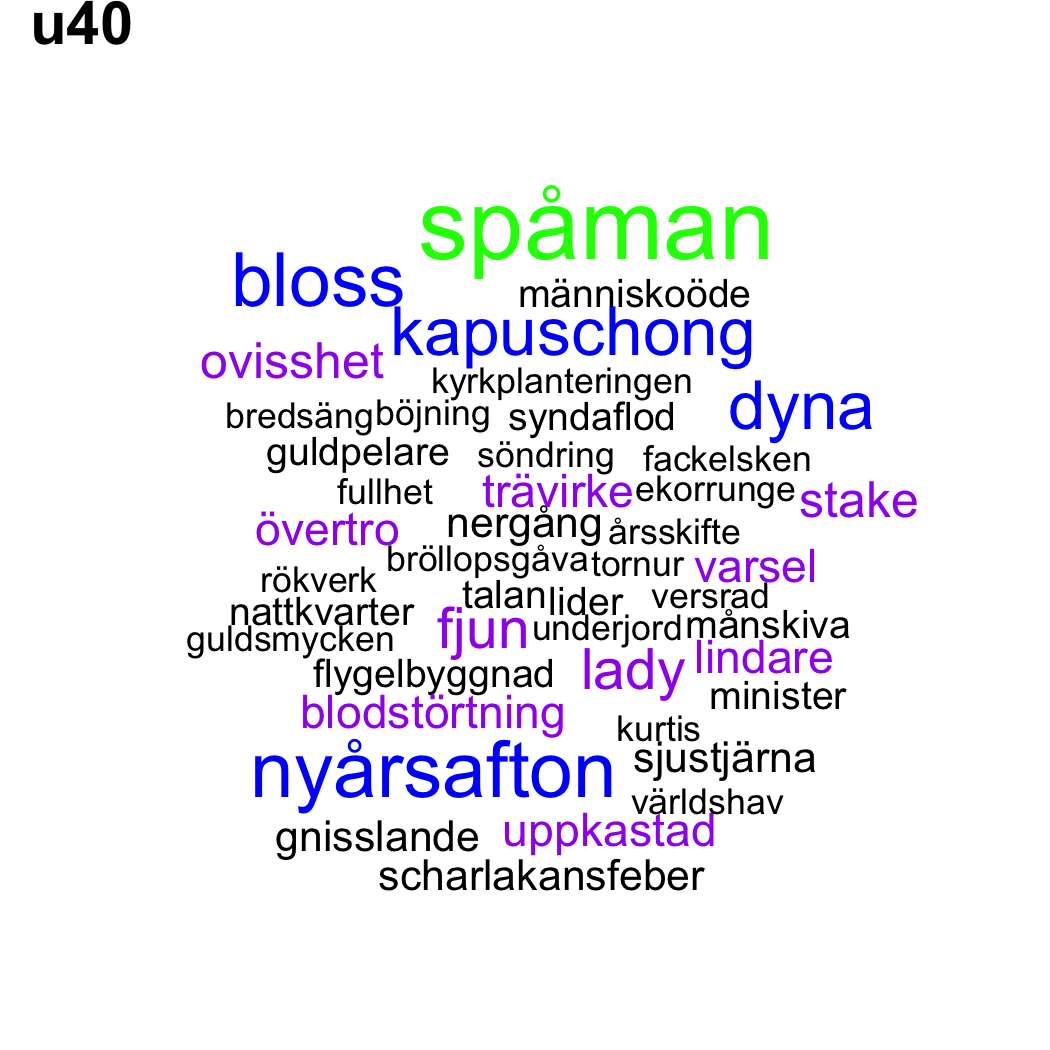 u40
spåman
bloss
människoöde
kapuschong
ovisshet
kyrkplanteringen
dyna
bredsäng böjning syndaflod
guldpelare söndring fackelsken
fullhet trävirke ekorrunge stake
övertro nergång årsskifte
bröllopsgåva tornur varsel
rökverk talan lider versrad
nattkvarter fjun underjord månskiva
guldsmycken
flygelbyggnad lady lindare
minister
blodstörtning kurtis
nyårsafton sjustjärna
världshav
gnisslande uppkastad
scharlakansfeber